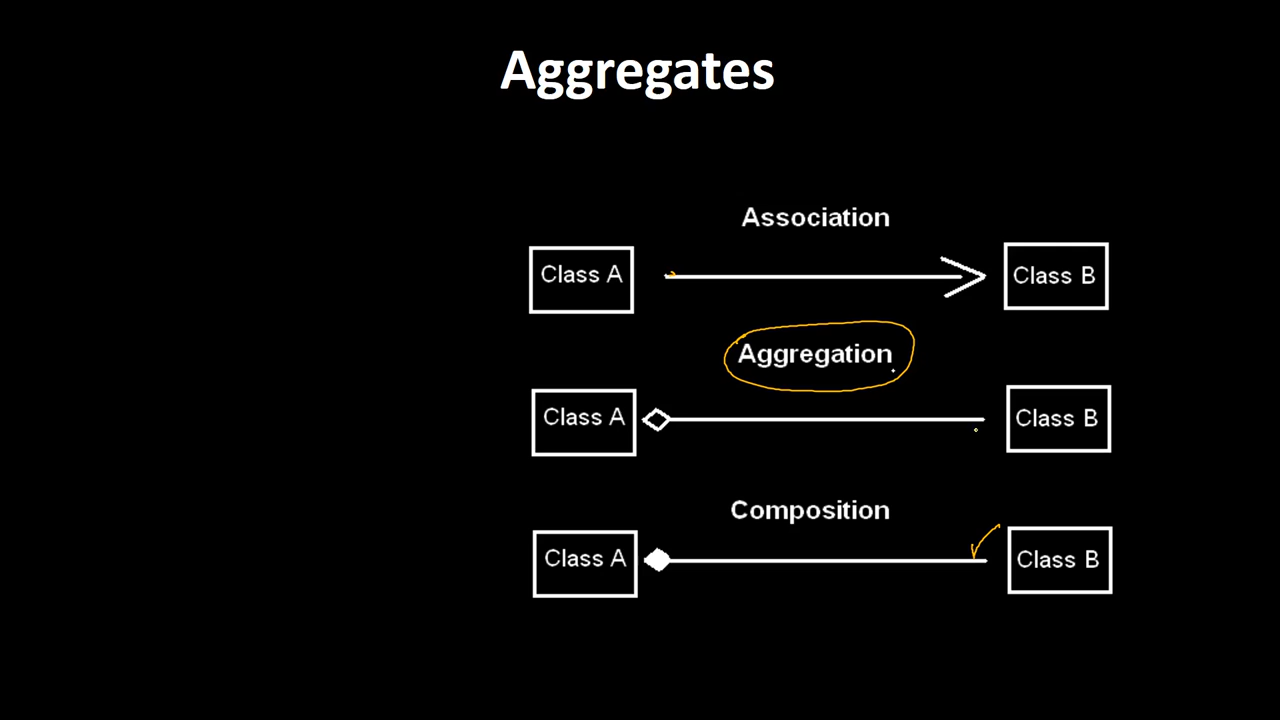 Aggregates
Association
Class A
Class B
Aggregation
Class A
Class B
Composition
Class A
Class B